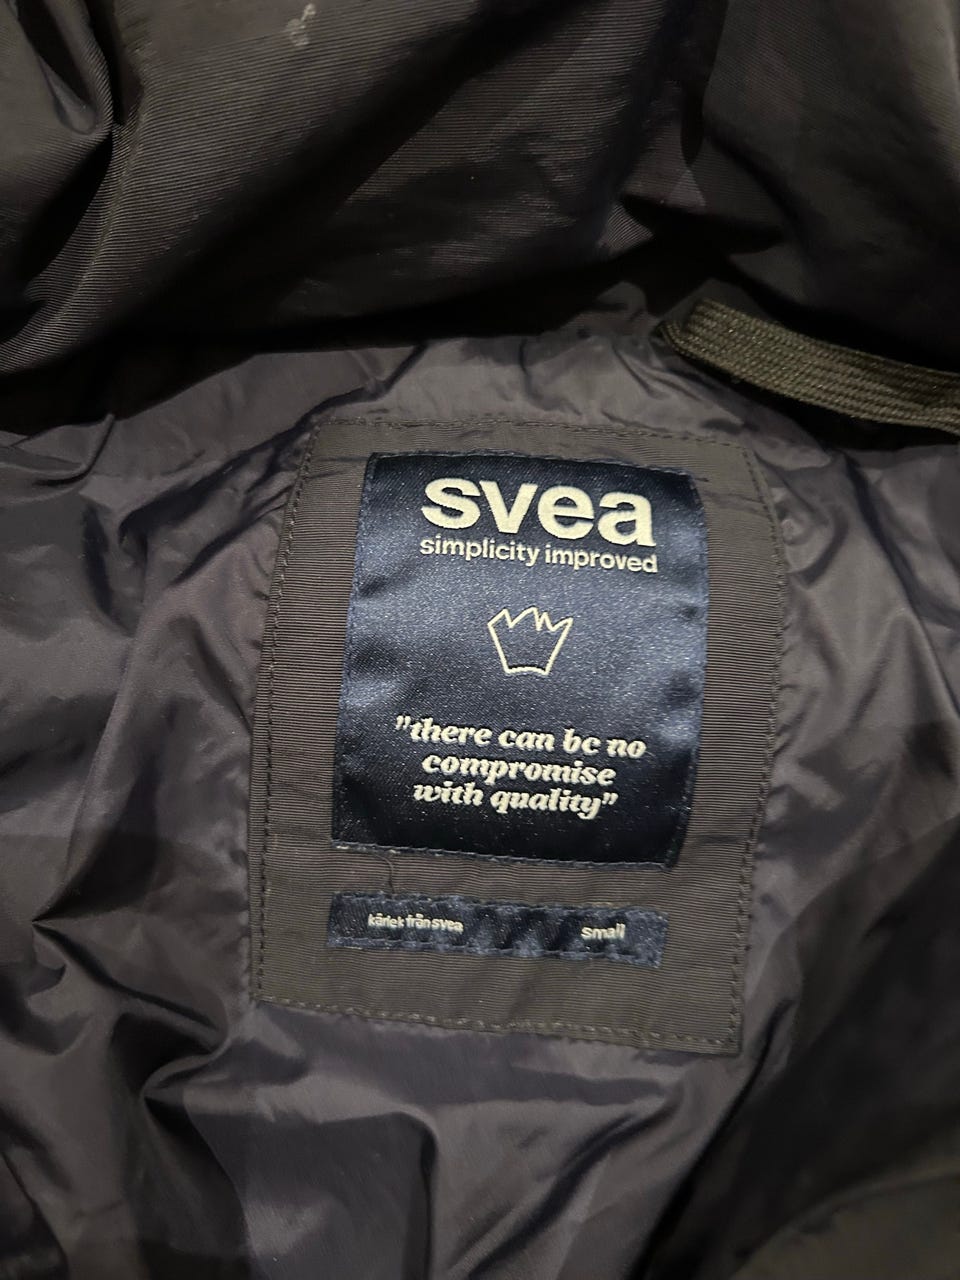 svea
simplicity improved
"there can be no
compromise
with quality"
kärlek från svea
small